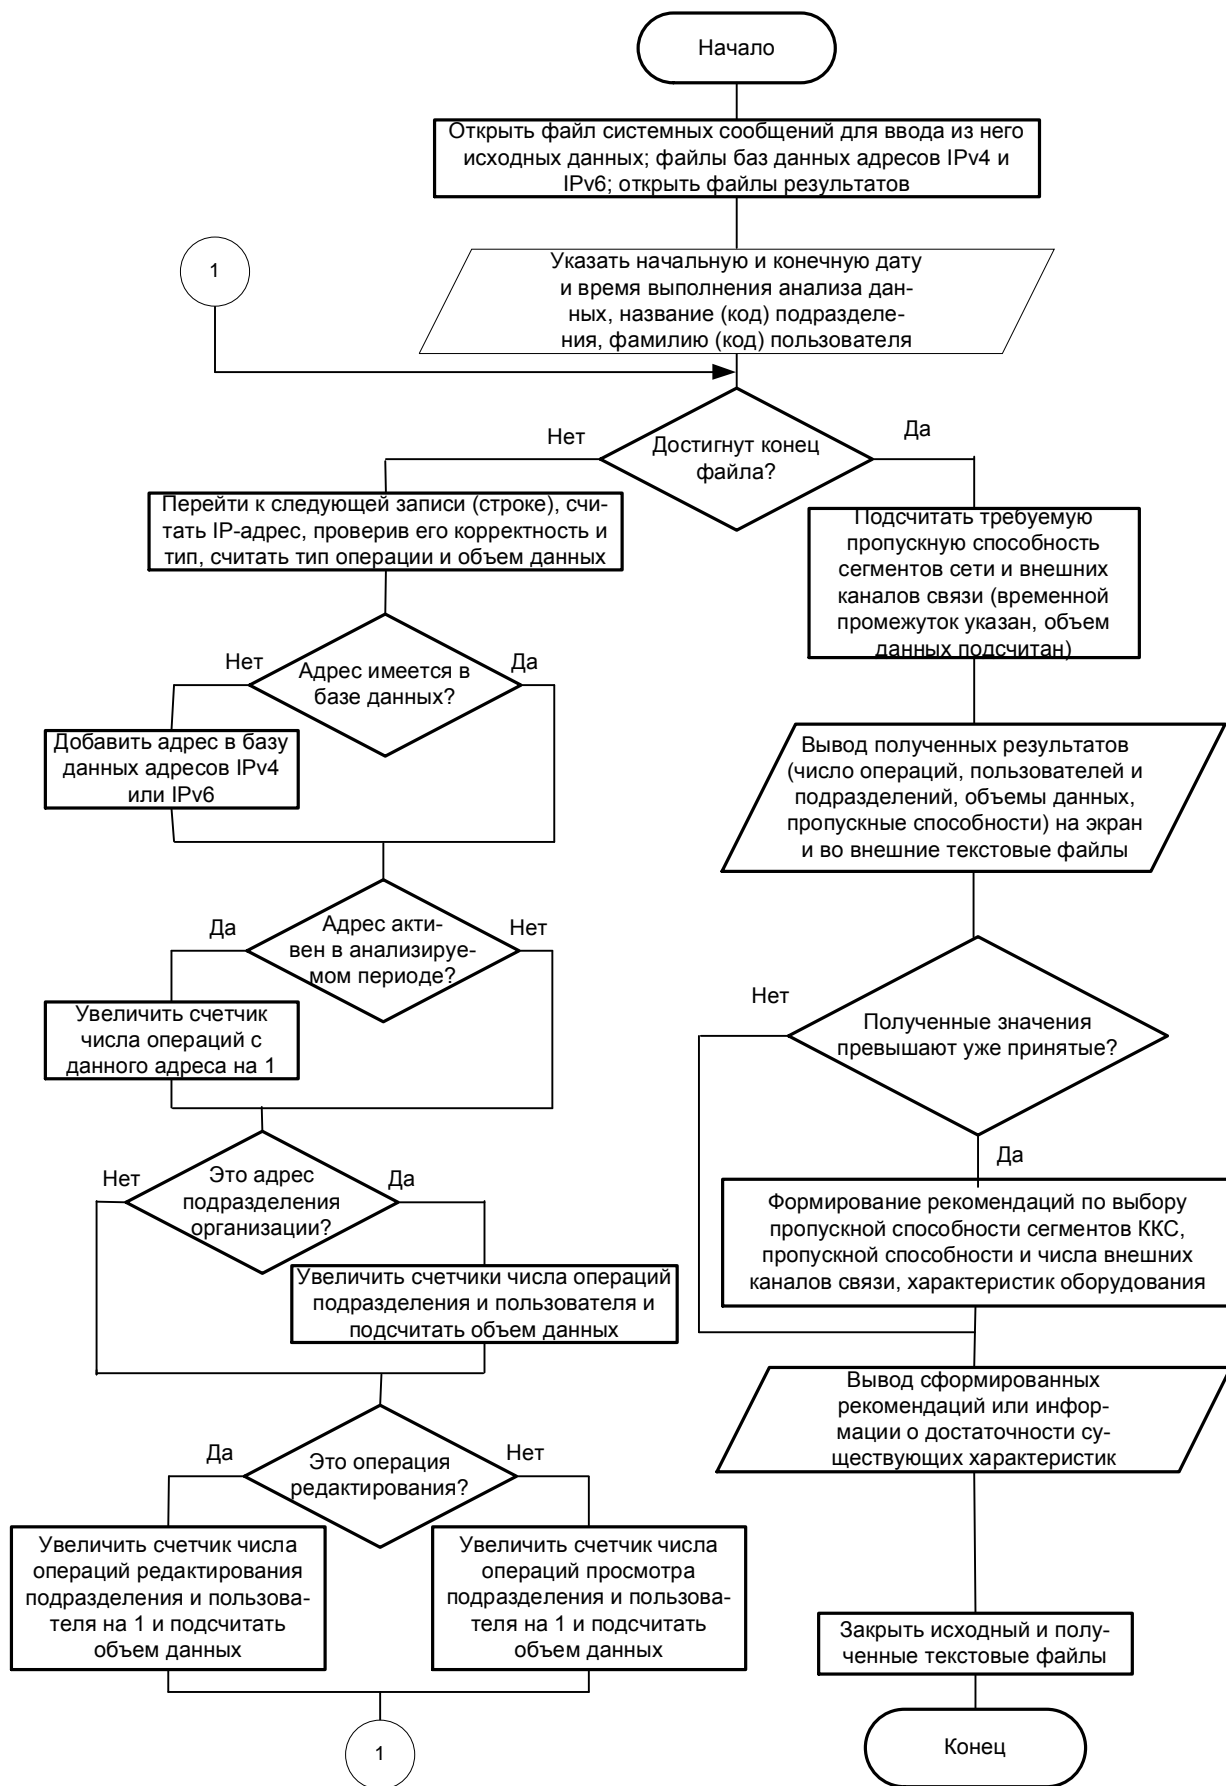 Начало
Открыть файл системных сообщений для ввода из него
исходных данных; файлы баз данных адресов IPv4 и
IPv6; открыть файлы результатов
1
Указать начальную и конечную дату
и время выполнения анализа дан-
ных, название (код) подразделе-
ния, фамилию (код) пользователя
Нет
Достигнут конец
файла?
Да
Перейти к следующей записи (строке), счи-
тать IP-адрес, проверив его корректность и
тип, считать тип операции и объем данных
Подсчитать требуемую
пропускную способность
сегментов сети и внешних
каналов связи (временной
промежуток указан, объем
данных подсчитан)
Нет
Адрес имеется в
базе данных?
Да
Добавить адрес в базу
данных адресов IPv4
или IPv6
Вывод полученных результатов
(число операций, пользователей и
подразделений, объемы данных,
пропускные способности) на экран
и во внешние текстовые файлы
Да
Адрес акти-
вен в анализируе-
мом периоде?
Нет
Увеличить счетчик
числа операций с
данного адреса на 1
Нет
Полученные значения
превышают уже принятые?
Да
Нет
Это адрес
подразделения
организации?
Да
Формирование рекомендаций по выбору
пропускной способности сегментов ККС,
пропускной способности и числа внешних
каналов связи, характеристик оборудования
Увеличить счетчики числа операций
подразделения и пользователя и
подсчитать объем данных
Вывод сформированных
рекомендаций или инфор-
мации о достаточности су-
ществующих характеристик
Да
Это операция
редактирования?
Нет
Увеличить счетчик числа
операций редактирования
подразделения и пользова-
теля на 1 и подсчитать
объем данных
Увеличить счетчик числа
операций просмотра
подразделения и пользова-
теля на 1 и подсчитать
объем данных
Закрыть исходный и полу-
ченные текстовые файлы
1
Конец